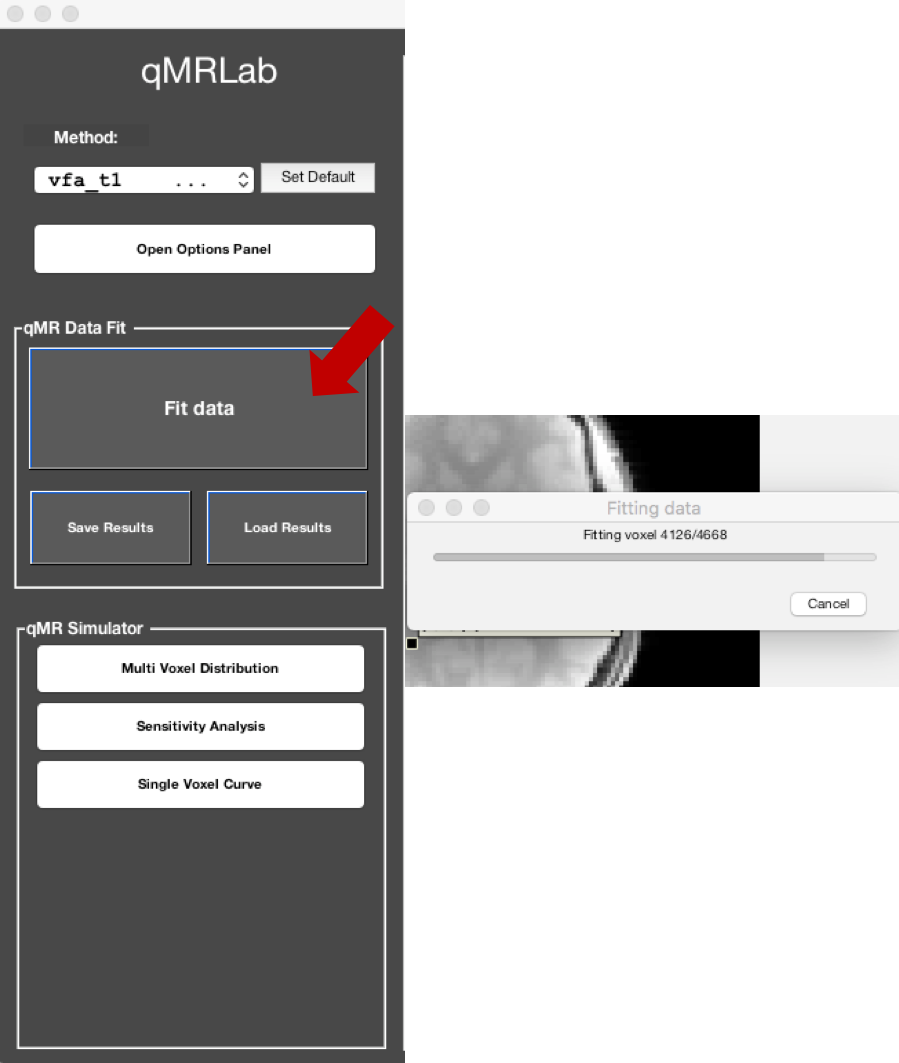 qMRLab
Method:
vfa_t1 ...
Set Default
Open Options Panel
qMR Data Fit
Fit data
Save Results
Load Results
Fitting data
Fitting voxel 4126/4668
Cancel
qMR Simulator
Multi Voxel Distribution
Sensitivity Analysis
Single Voxel Curve